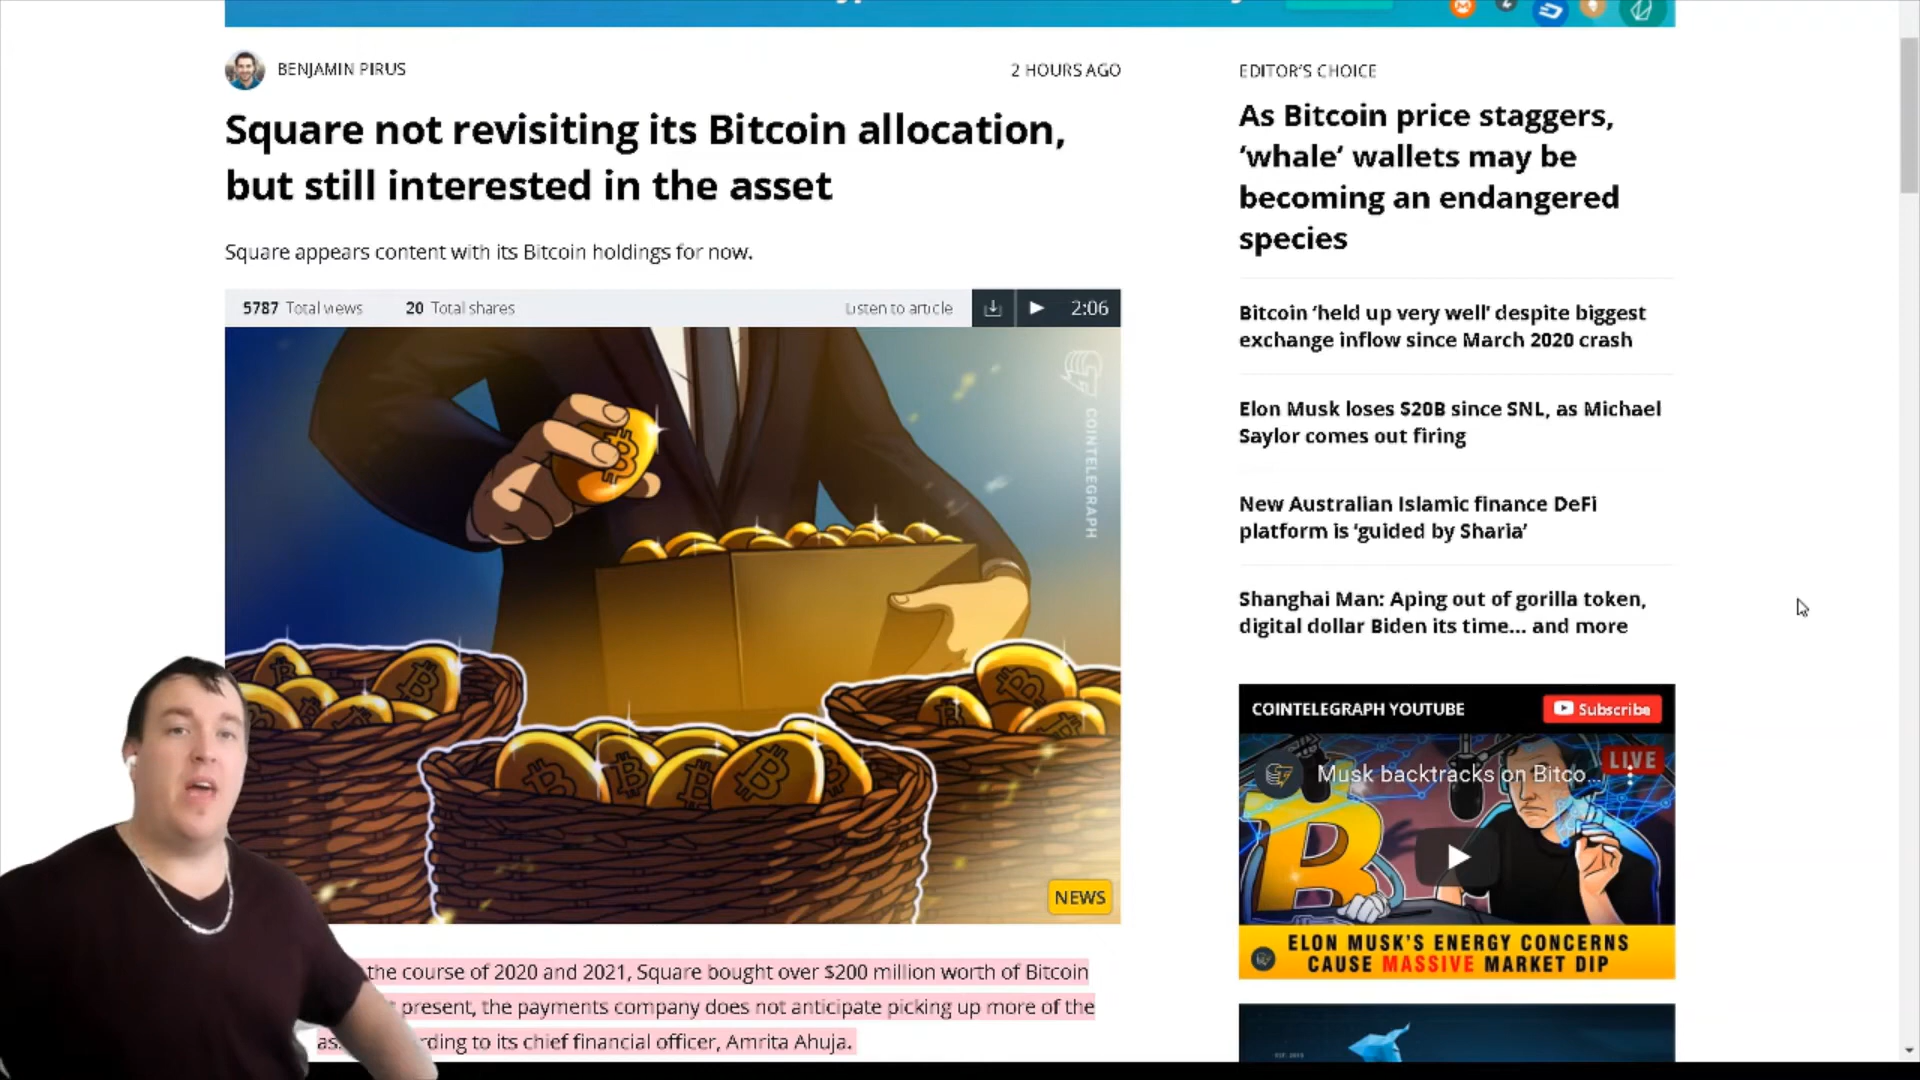 BENJAMIN PIRUS
2 HOURS AGO
Square not revisiting its Bitcoin allocation,
but still interested in the asset
Square appears content with its Bitcoin holdings for now.
5787 Total views
20 Total shares
Listen to article
2:06
COINTELEGRAPH
NEWS
the course of 2020 and 2021, Square bought over $200 million worth of Bitcoin
present, the payments company does not anticipate picking up more of the
to its chief financial officer, Amrita Ahuja.
EDITOR’S CHOICE
As Bitcoin price staggers,
‘whale’ wallets may be
becoming an endangered
species
Bitcoin ‘held up very well’ despite biggest
exchange inflow since March 2020 crash
Elon Musk loses $20B since SNL, as Michael
Saylor comes out firing
New Australian Islamic finance DeFi
platform is ‘guided by Sharia’
Shanghai Man: Aping out of gorilla token,
digital dollar Biden its time... and more
COINTELEGRAPH YOUTUBE
Subscribe
Musk backtracks on Bitco...
LIVE
ELON MUSK'S ENERGY CONCERNS
CAUSE MASSIVE MARKET DIP